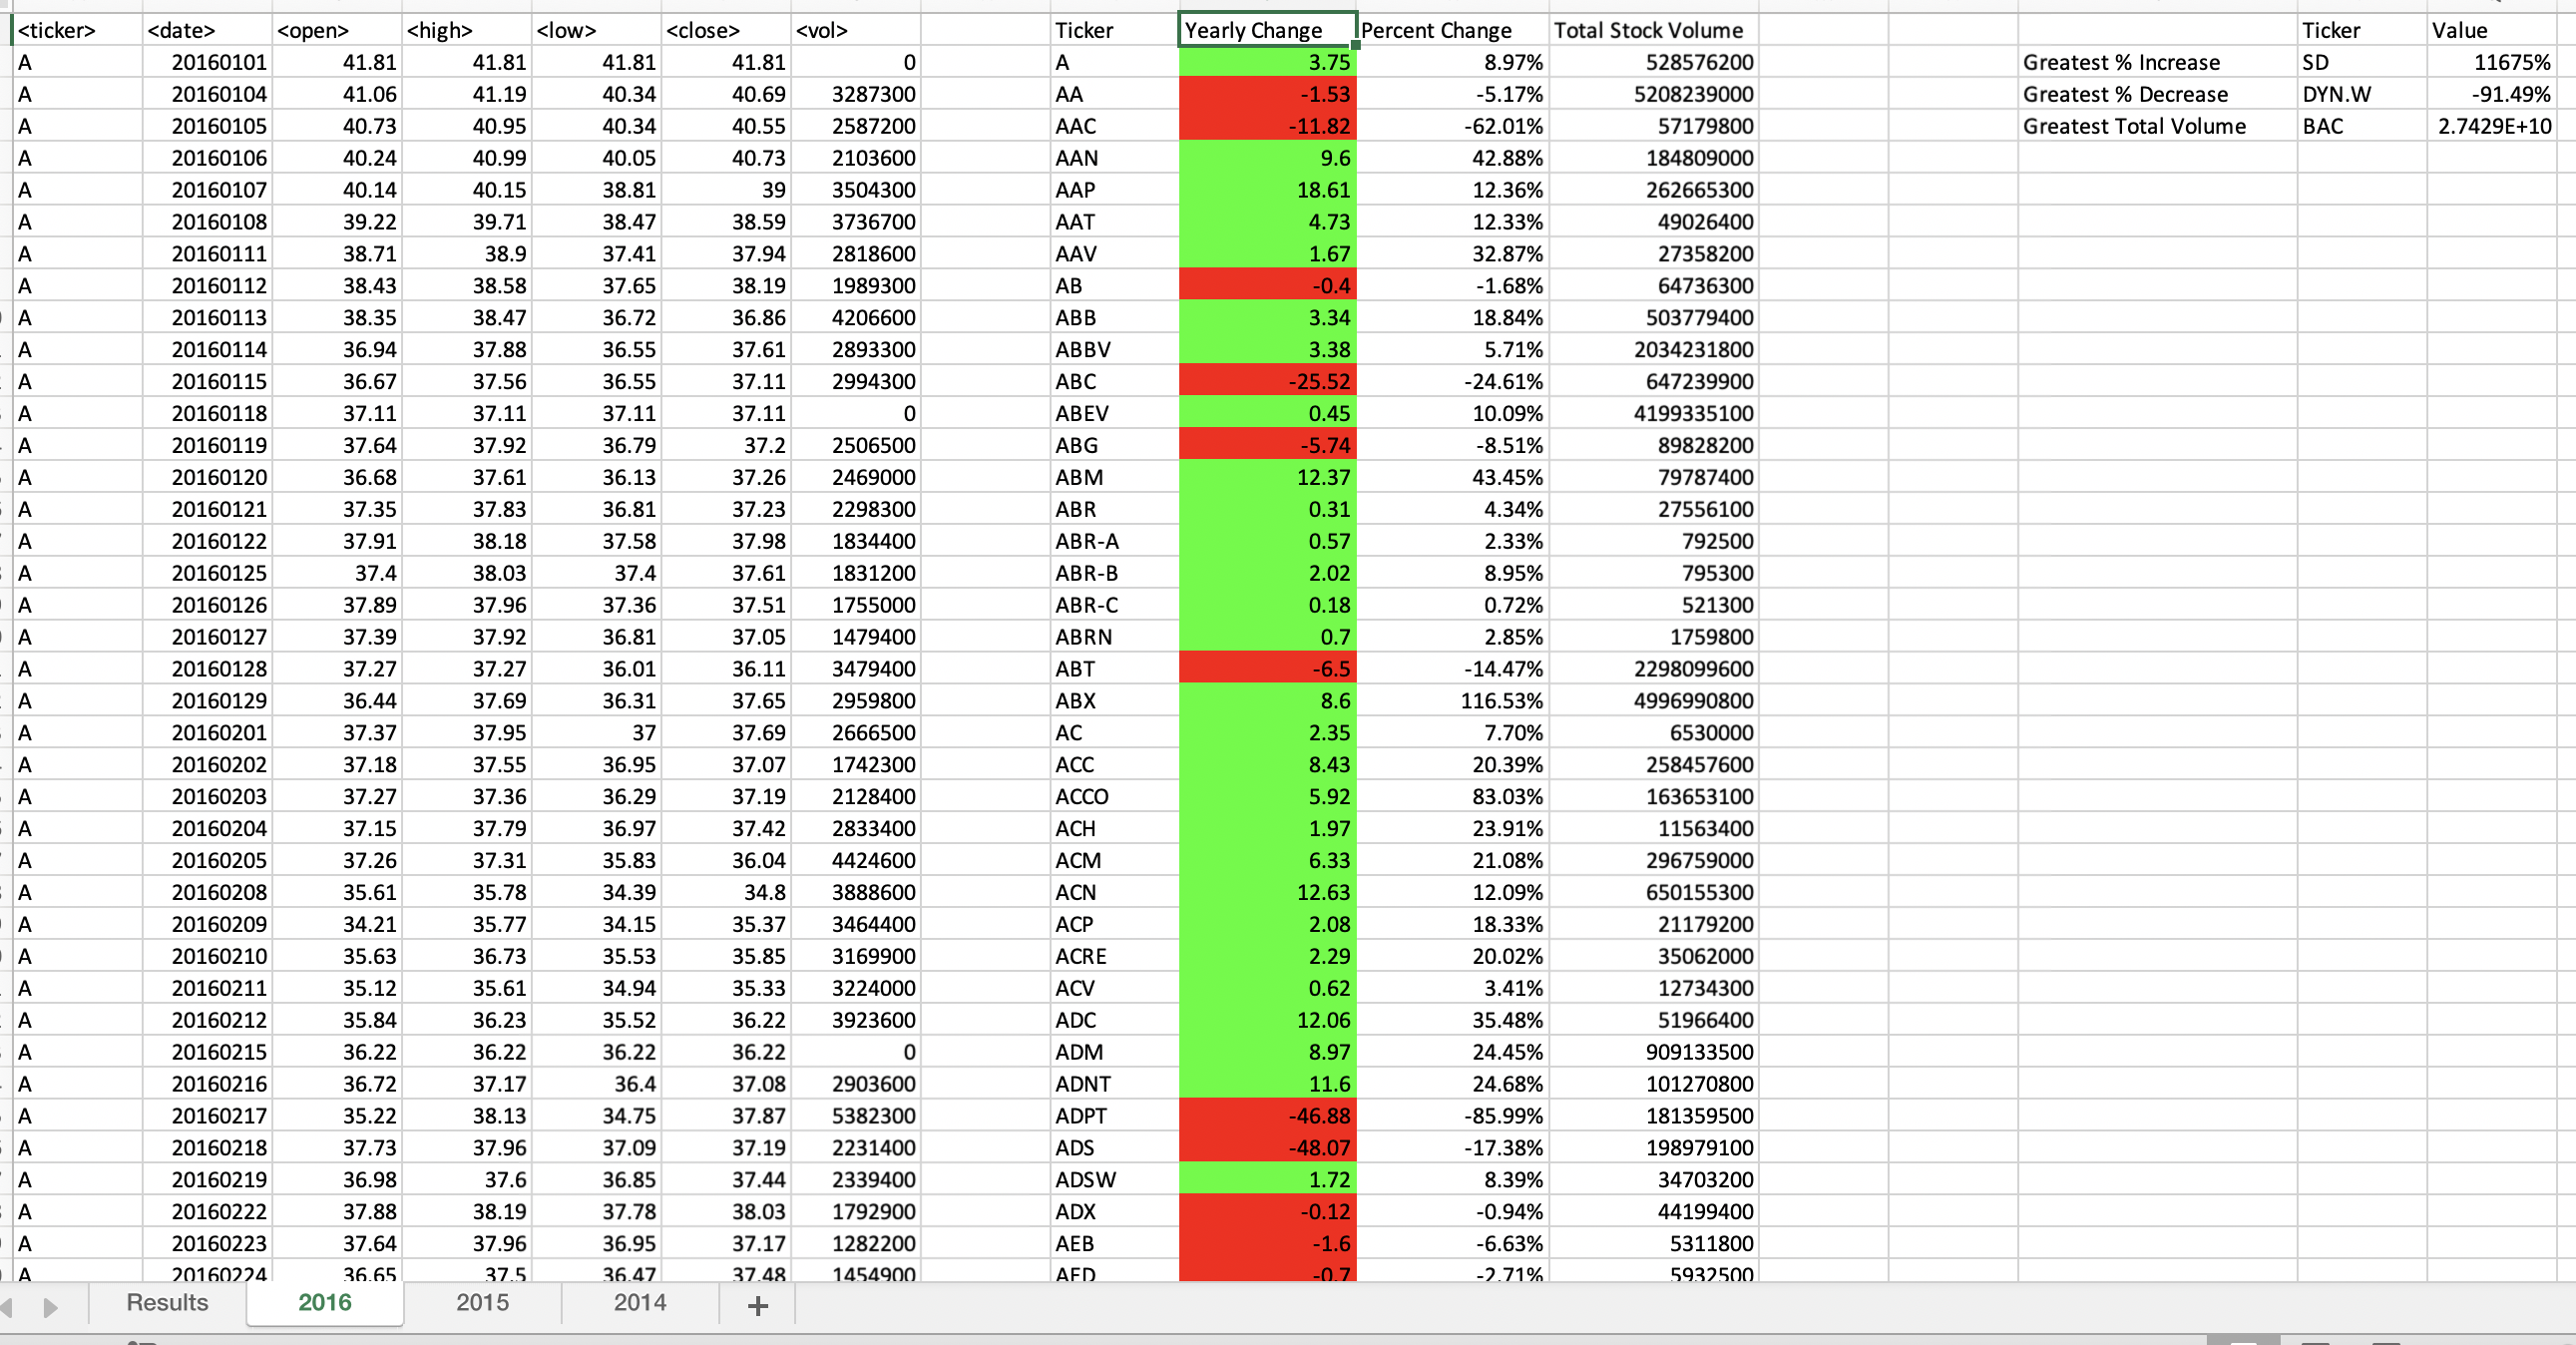 <ticker> <date> <open> <high> <low> <close> <vol> Ticker Yearly Change Percent Change Total Stock Volume Ticker Value
A 20160101 41.81 41.81 41.81 41.81 0 A 3.75 8.97% 528576200 Greatest % Increase SD 11675%
A 20160104 41.06 41.19 40.34 40.69 3287300 AA -1.53 -5.17% 5208239000 Greatest % Decrease DYN.W -91.49%
A 20160105 40.73 40.95 40.34 40.55 2587200 AAC -11.82 -62.01% 57179800 Greatest Total Volume BAC 2.7429E+10
A 20160106 40.24 40.99 40.05 40.73 2103600 AAN 9.6 42.88% 184809000
A 20160107 40.14 40.15 38.81 39 3504300 AAP 18.61 12.36% 262665300
A 20160108 39.22 39.71 38.47 38.59 3736700 AAT 4.73 12.33% 49026400
A 20160111 38.71 38.9 37.41 37.94 2818600 AAV 1.67 32.87% 27358200
A 20160112 38.43 38.58 37.65 38.19 1989300 AB -0.4 -1.68% 64736300
A 20160113 38.35 38.47 36.72 36.86 4206600 ABB 3.34 18.84% 503779400
A 20160114 36.94 37.88 36.55 37.61 2893300 ABBV 3.38 5.71% 2034231800
A 20160115 36.67 37.56 36.55 37.11 2994300 ABC -25.52 -24.61% 647239900
A 20160118 37.11 37.11 37.11 37.11 0 ABEV 0.45 10.09% 4199335100
A 20160119 37.64 37.92 36.79 37.2 2506500 ABG -5.74 -8.51% 89828200
A 20160120 36.68 37.61 36.13 37.26 2469000 ABM 12.37 43.45% 79787400
A 20160121 37.35 37.83 36.81 37.23 2298300 ABR 0.31 4.34% 27556100
A 20160122 37.91 38.18 37.58 37.98 1834400 ABR-A 0.57 2.33% 792500
A 20160125 37.4 38.03 37.4 37.61 1831200 ABR-B 2.02 8.95% 795300
A 20160126 37.89 37.96 37.36 37.51 1755000 ABR-C 0.18 0.72% 521300
A 20160127 37.39 37.92 36.81 37.05 1479400 ABRN 0.7 2.85% 1759800
A 20160128 37.27 37.27 36.01 36.11 3479400 ABT -6.5 -14.47% 2298099600
A 20160129 36.44 37.69 36.31 37.65 2959800 ABX 8.6 116.53% 4996990800
A 20160201 37.37 37.95 37 37.69 2666500 AC 2.35 7.70% 6530000
A 20160202 37.18 37.55 36.95 37.07 1742300 ACC 8.43 20.39% 258457600
A 20160203 37.27 37.36 36.29 37.19 2128400 ACCO 5.92 83.03% 163653100
A 20160204 37.15 37.79 36.97 37.42 2833400 ACH 1.97 23.91% 11563400
A 20160205 37.26 37.31 35.83 36.04 4424600 ACM 6.33 21.08% 296759000
A 20160208 35.61 35.78 34.39 34.8 3888600 ACN 12.63 12.09% 650155300
A 20160209 34.21 35.77 34.15 35.37 3464400 ACP 2.08 18.33% 21179200
A 20160210 35.63 36.73 35.53 35.85 3169900 ACRE 2.29 20.02% 35062000
A 20160211 35.12 35.61 34.94 35.33 3224000 ACV 0.62 3.41% 12734300
A 20160212 35.84 36.23 35.52 36.22 3923600 ADC 12.06 35.48% 51966400
A 20160215 36.22 36.22 36.22 36.22 0 ADM 8.97 24.45% 909133500
A 20160216 36.72 37.17 36.4 37.08 2903600 ADNT 11.6 24.68% 101270800
A 20160217 35.22 38.13 34.75 37.87 5382300 ADPT -46.88 -85.99% 181359500
A 20160218 37.73 37.96 37.09 37.19 2231400 ADS -48.07 -17.38% 198979100
A 20160219 36.98 37.6 36.85 37.44 2339400 ADSW 1.72 8.39% 34703200
A 20160222 37.88 38.19 37.78 38.03 1792900 ADX -0.12 -0.94% 44199400
A 20160223 37.64 37.96 36.95 37.17 1282200 AEB -1.6 -6.63% 5311800
A 20160224 36.65 37.5 36.47 37.48 1454900 AED -0.7 -2.71% 5932500
Results 2016 2015 2014 +